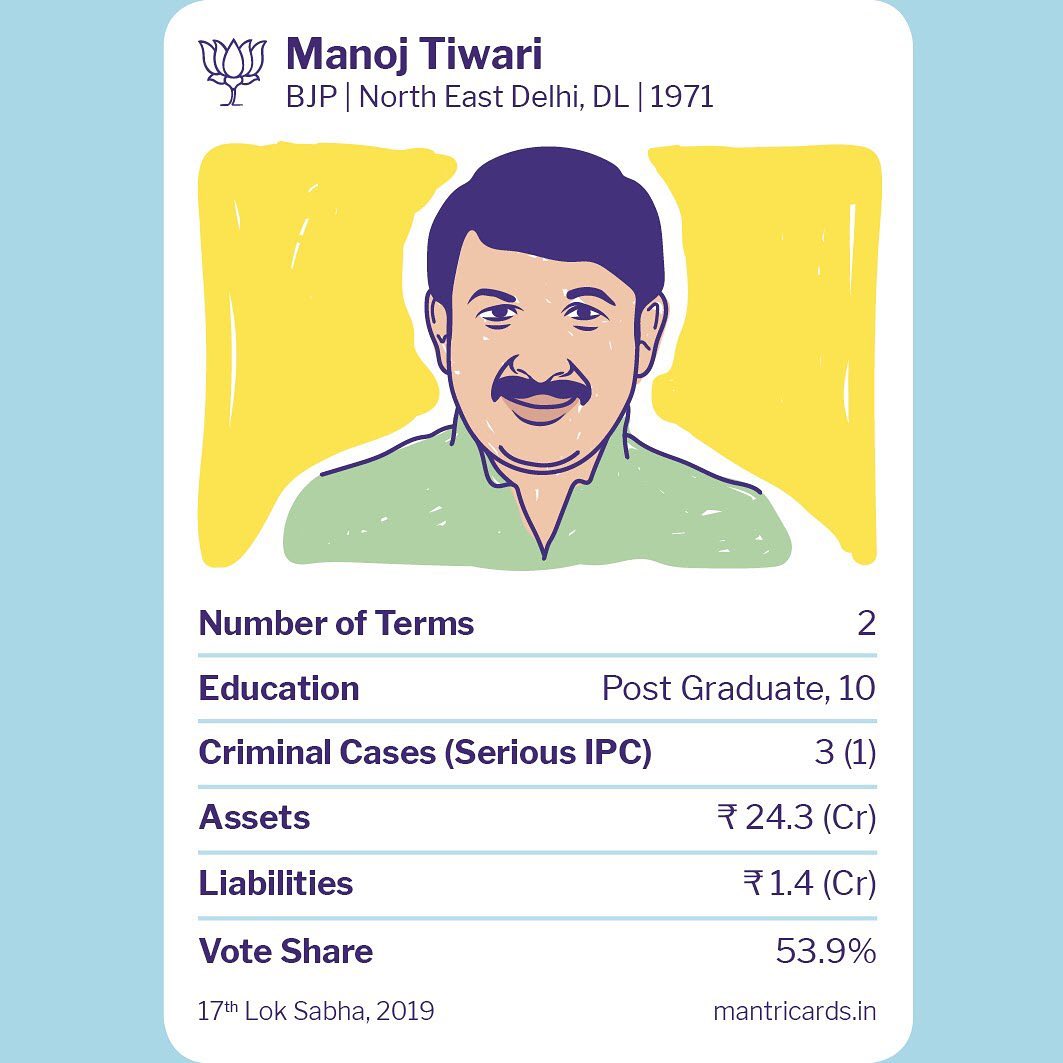 Manoj Tiwari
BJP | North East Delhi, DL | 1971
Number of Terms 2
Education Post Graduate, 10
Criminal Cases (Serious IPC) 3 (1)
Assets ₹ 24.3 (Cr)
Liabilities ₹ 1.4 (Cr)
Vote Share 53.9%
17th Lok Sabha, 2019 mantricards.in